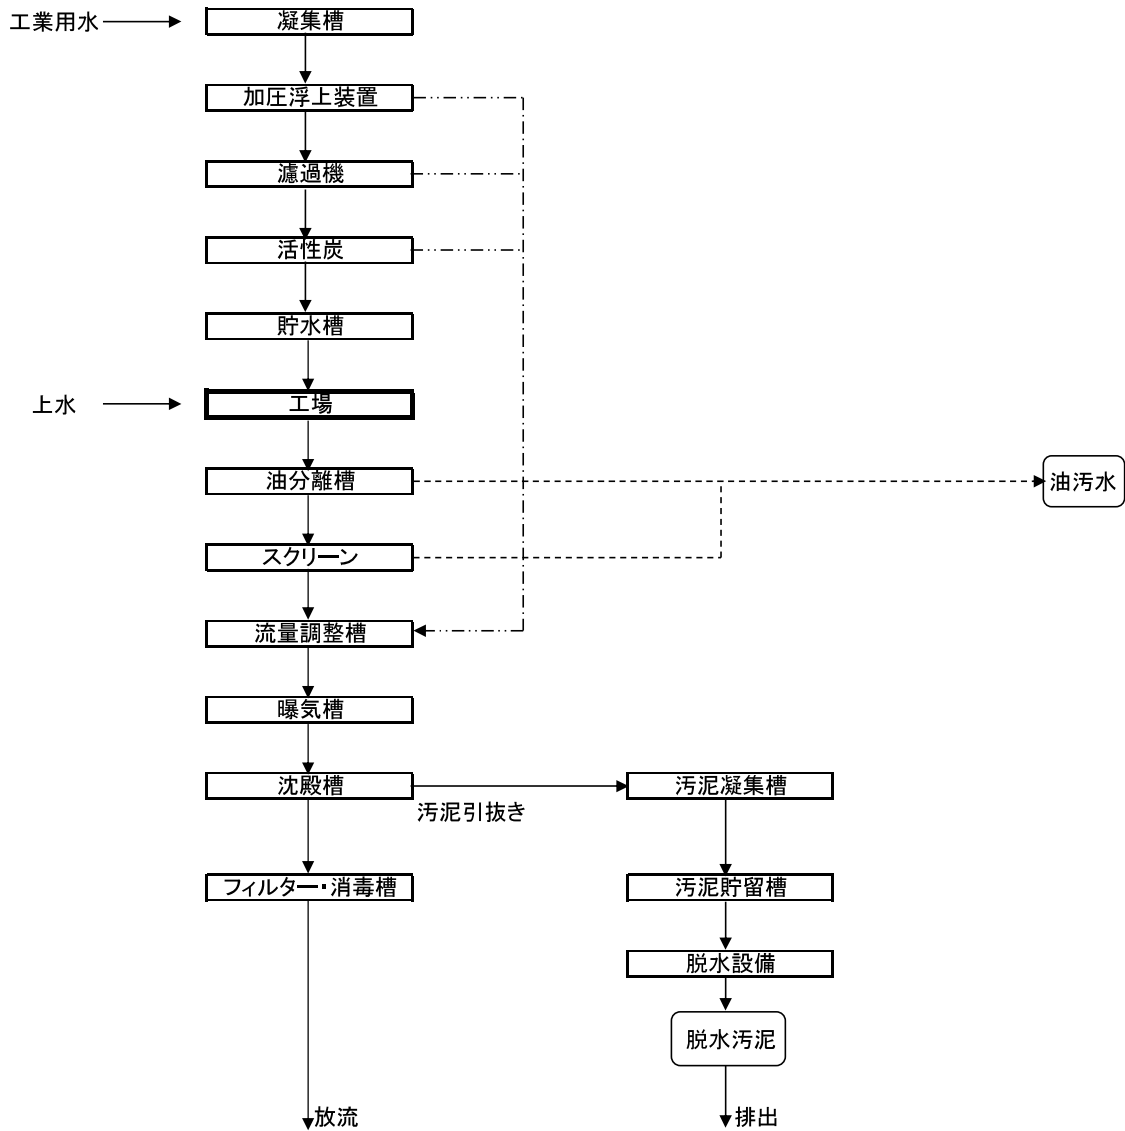 工業用水
凝集槽
加圧浮上装置
濾過機
活性炭
貯水槽
上水
工場
油分離槽
油汚水
スクリーン
流量調整槽
曝気槽
沈殿槽
汚泥凝集槽
汚泥引抜き
フィルター・消毒槽
汚泥貯留槽
脱水設備
脱水汚泥
放流
排出